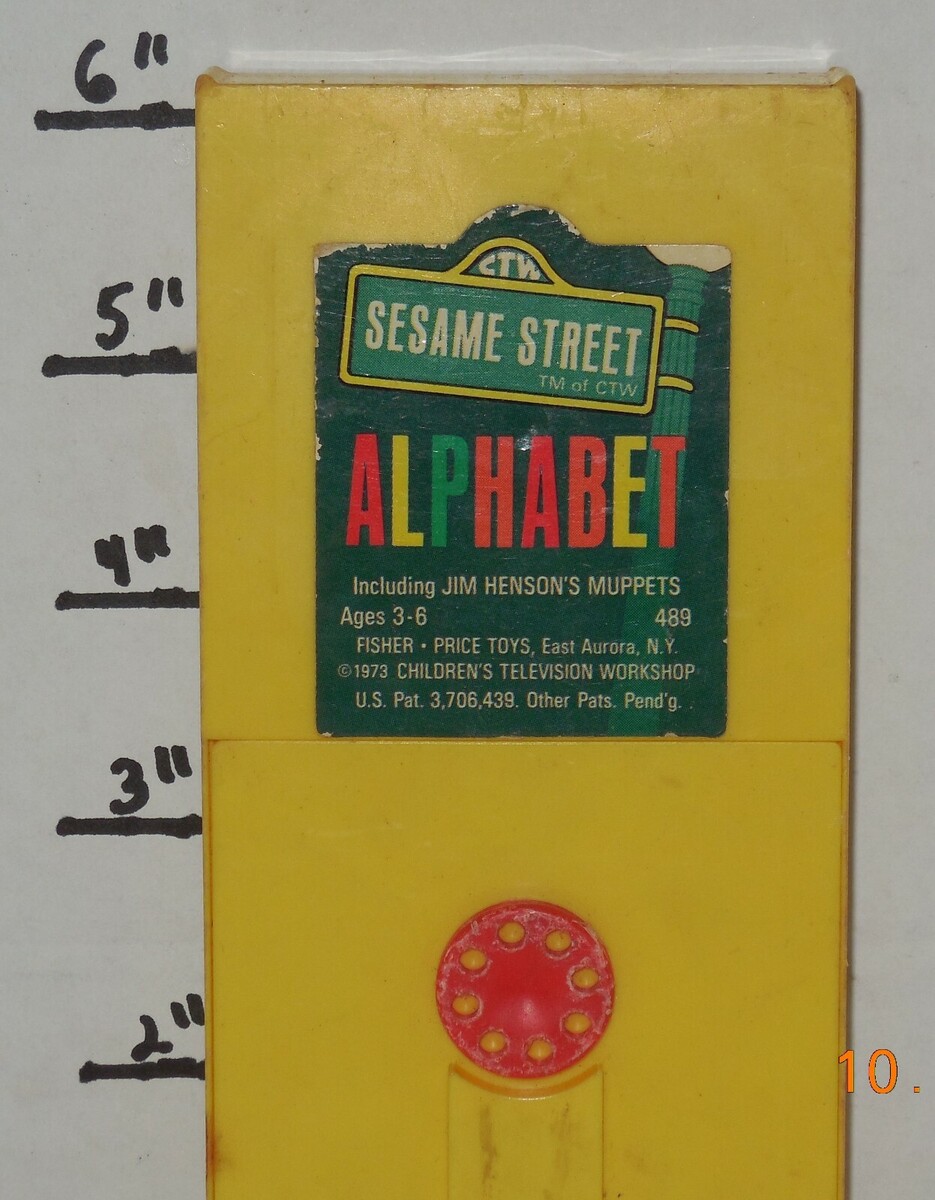 6"
5"
4"
3"
2"
CTW
SESAME STREET
TM of CTW
ALPHABET
Including JIM HENSON'S MUPPETS
Ages 3-6 489
FISHER · PRICE TOYS, East Aurora, N.Y.
©1973 CHILDREN'S TELEVISION WORKSHOP
U.S. Pat. 3,706,439. Other Pats. Pend'g.
10.